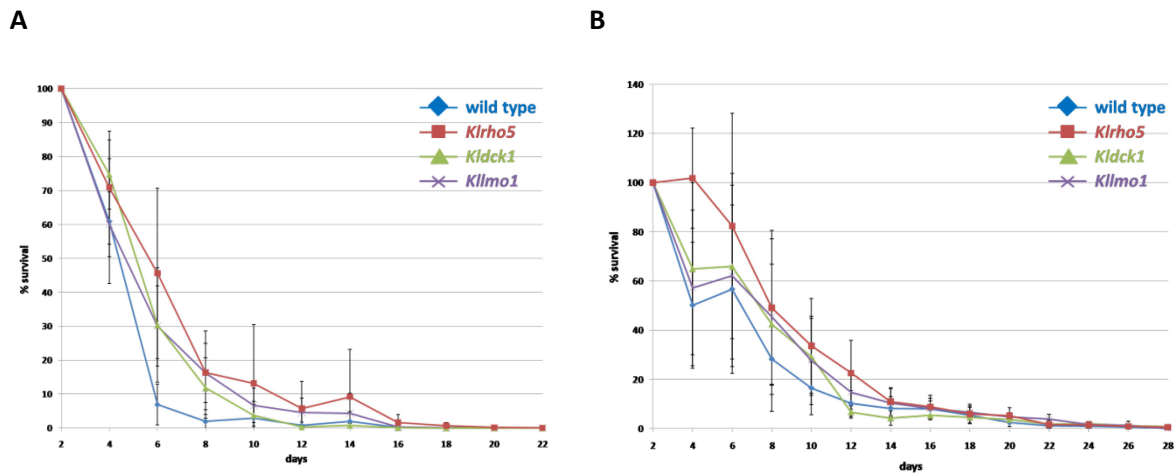 A
100
90
80
70
60
50
40
30
20
10
0
% survival
2 4 6 8 10 12 14 16 18 20 22
days
wild type
Klrho5
Kldck1
Kllmo1
B
140
120
100
80
60
40
20
0
% survival
2 4 6 8 10 12 14 16 18 20 22 24 26 28
days
wild type
Klrho5
Kldck1
Kllmo1